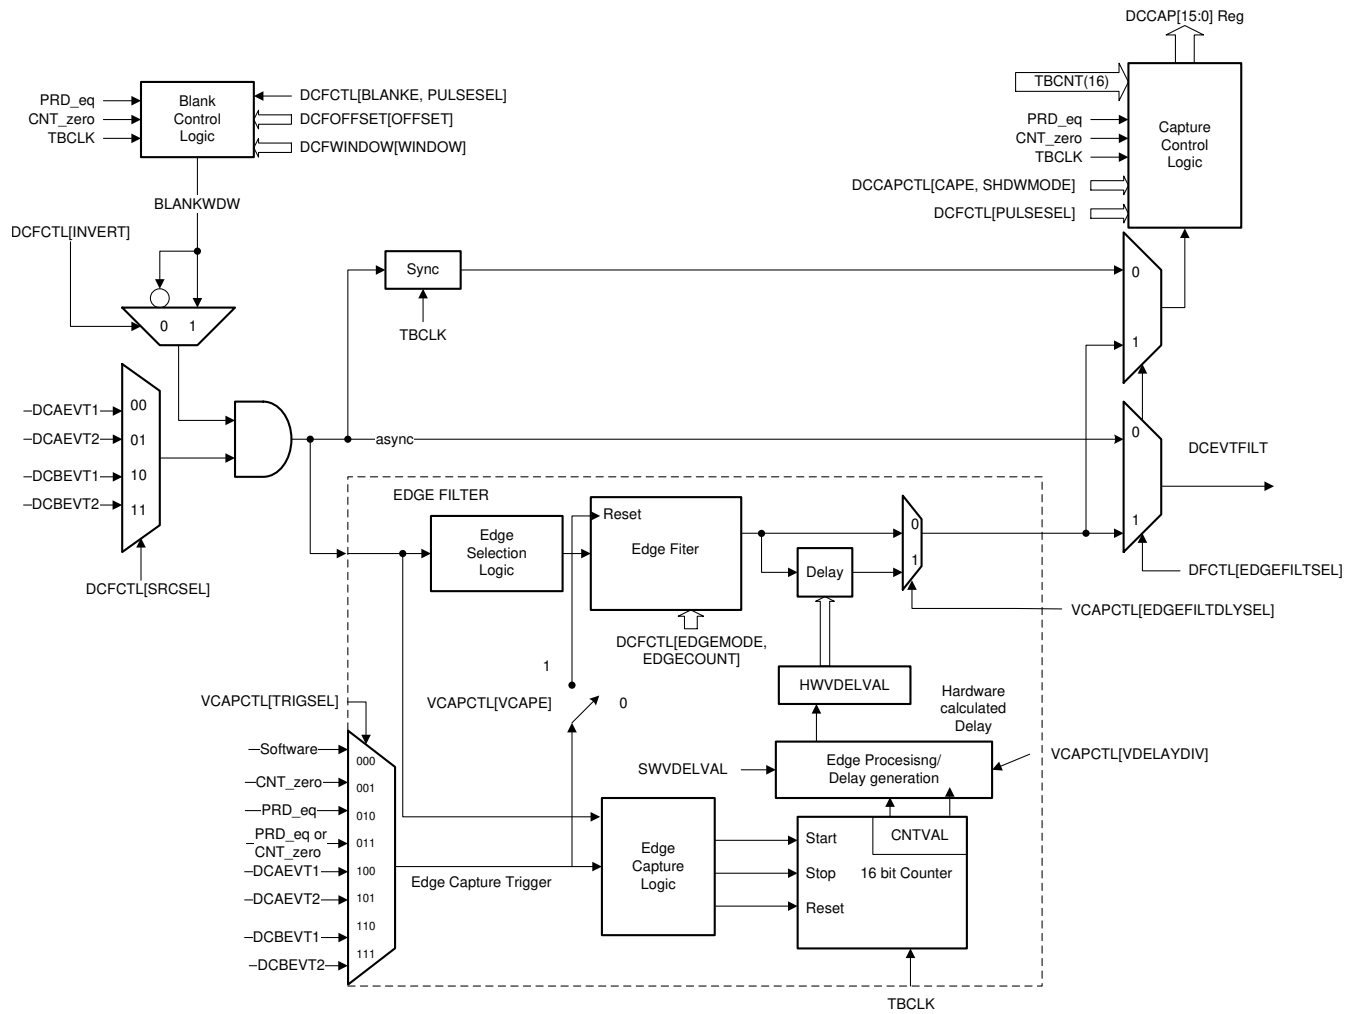 DCCAP[15:0] Reg
TBCNT(16)
PRD_eq
CNT_zero
TBCLK
Blank
Control
Logic
DCFCTL[BLANKE, PULSESEL]
DCFOFFSET[OFFSET]
DCFWINDOW[WINDOW]
PRD_eq
CNT_zero
TBCLK
DCCAPCTL[CAPE, SHDWMODE]
DCFCTL[PULSESEL]
Capture
Control
Logic
BLANKWDW
DCFCTL[INVERT]
0 1
Sync
TBCLK
0
1
DCAEVT1
DCAEVT2
DCBEVT1
DCBEVT2
00
01
10
11
DCFCTL[SRCSEL]
async
0
1
DCEVTFILT
DFCTL[EDGEFILTSEL]
EDGE FILTER
Edge
Selection
Logic
Reset
Edge Fiter
DCFCTL[EDGEMODE,
EDGECOUNT]
Delay
0
1
VCAPCTL[EDGEFILTDLYSEL]
HWVDELVAL
Hardware
calculated
Delay
1
VCAPCTL[VCAPE]
0
VCAPCTL[TRIGSEL]
SWVDELVAL
Edge Procesisng/
Delay generation
VCAPCTL[VDELAYDIV]
Software
CNT_zero
PRD_eq
PRD_eq or
CNT_zero
DCAEVT1
DCAEVT2
DCBEVT1
DCBEVT2
000
001
010
011
100
101
110
111
Edge Capture Trigger
Edge
Capture
Logic
Start
Stop
Reset
CNTVAL
16 bit Counter
TBCLK